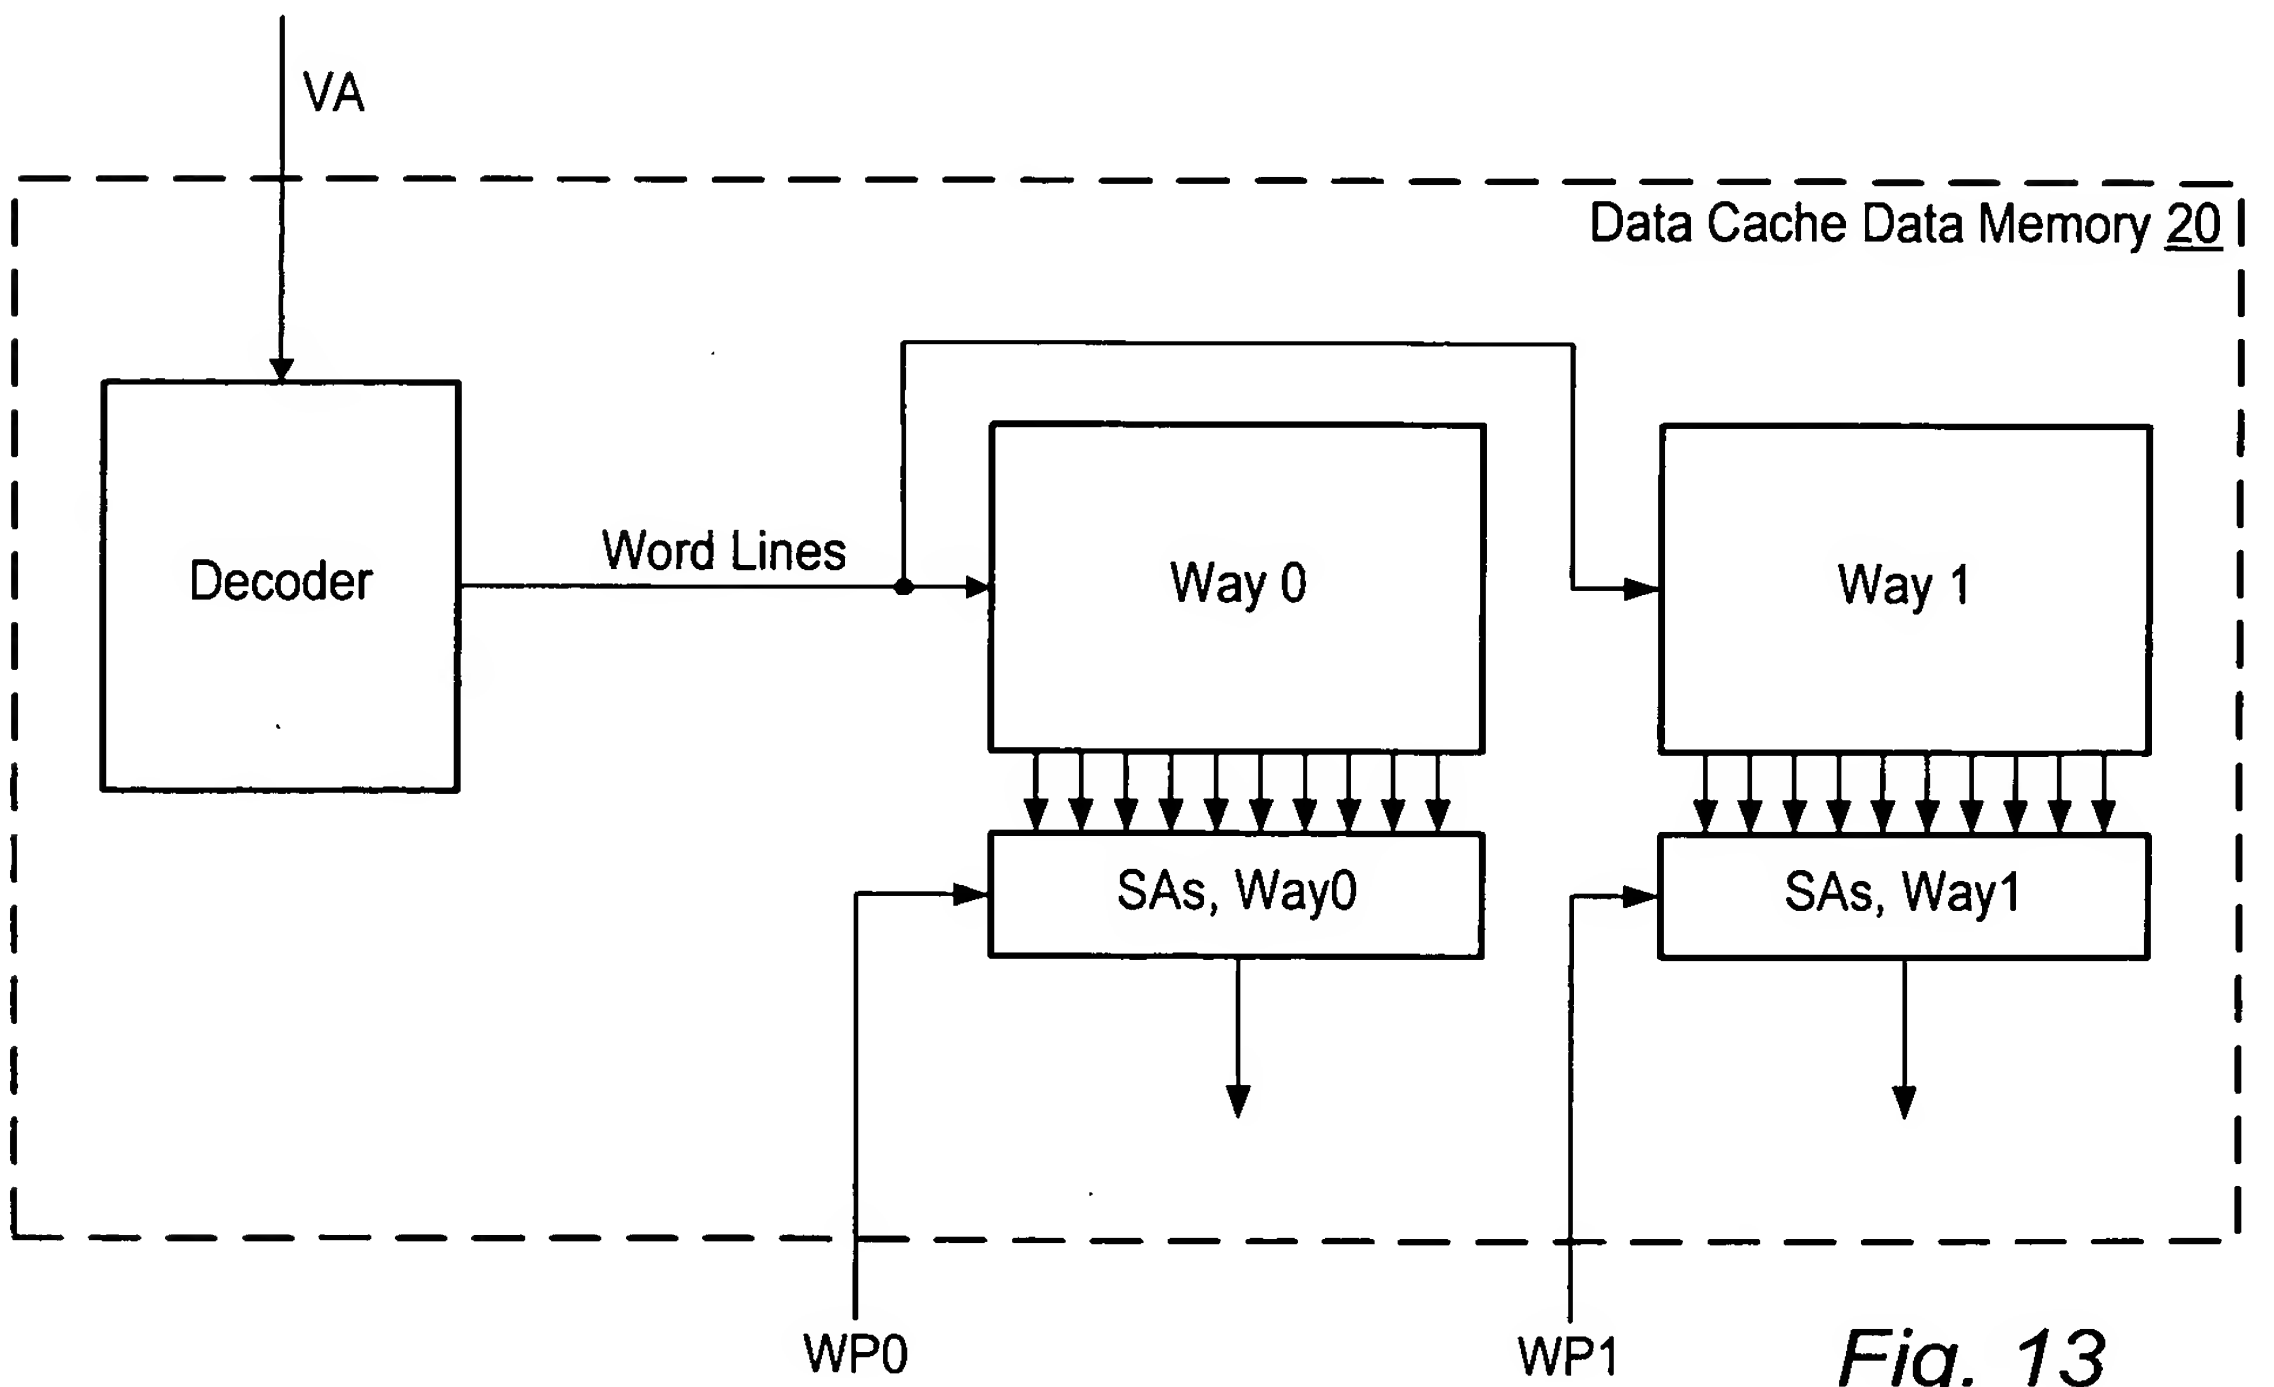 VA
Data Cache Data Memory 20
Decoder
Word Lines
Way 0
Way 1
SAs, Way0
SAs, Way1
WP0
WP1
Fig. 13